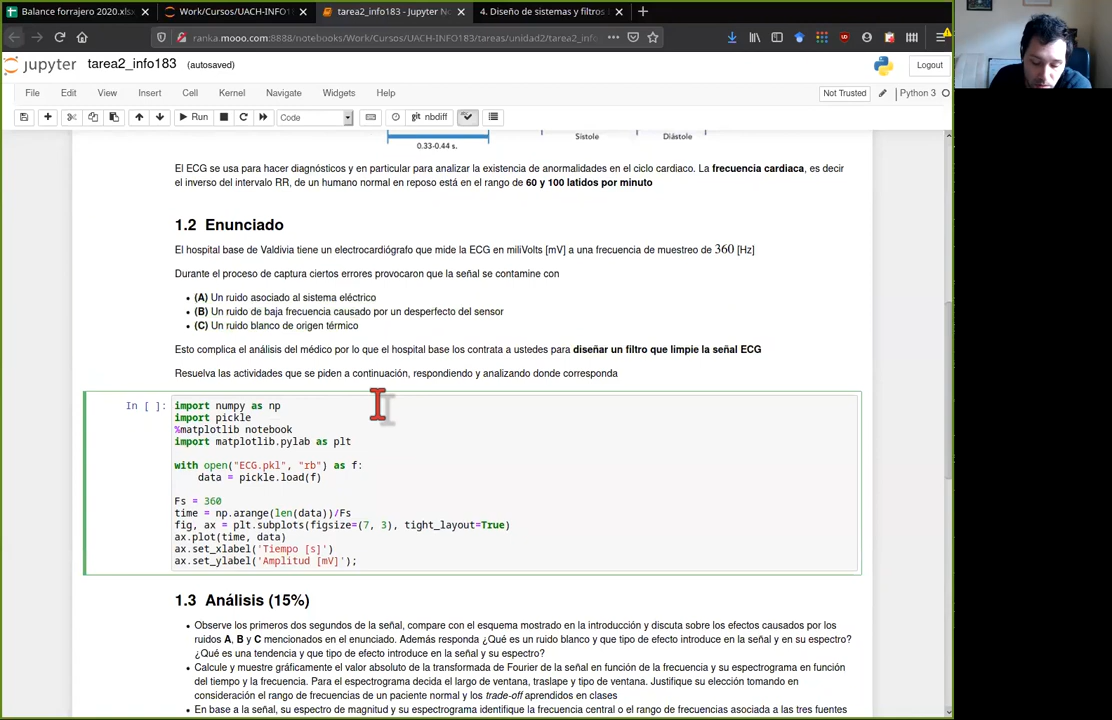 Balance forrajero 2020.xlsx
Work/Cursos/UACH-INFO1
tarea2_info183 - Jupyter No
4. Diseño de sistemas y filtros
ranka.mooo.com:8888/notebooks/Work/Cursos/UACH-INFO183/tareas/unidad2/tarea2_info
jupyter tarea2_info183 (autosaved)
Logout
File Edit View Insert Cell Kernel Navigate Widgets Help
Not Trusted
Python 3
Run
Code
git nbdiff
0.33-0.44 s.
Sístole
Diástole
El ECG se usa para hacer diagnósticos y en particular para analizar la existencia de anormalidades en el ciclo cardiaco. La frecuencia cardiaca, es decir
el inverso del intervalo RR, de un humano normal en reposo está en el rango de 60 y 100 latidos por minuto
1.2 Enunciado
El hospital base de Valdivia tiene un electrocardiógrafo que mide la ECG en miliVolts [mV] a una frecuencia de muestreo de 360 [Hz]
Durante el proceso de captura ciertos errores provocaron que la señal se contamine con
• (A) Un ruido asociado al sistema eléctrico
• (B) Un ruido de baja frecuencia causado por un desperfecto del sensor
• (C) Un ruido blanco de origen térmico
Esto complica el análisis del médico por lo que el hospital base los contrata a ustedes para diseñar un filtro que limpie la señal ECG
Resuelva las actividades que se piden a continuación, respondiendo y analizando donde corresponda
In [ ]:
import numpy as np
import pickle
%matplotlib notebook
import matplotlib.pylab as plt
with open("ECG.pkl", "rb") as f:
data = pickle.load(f)
Fs = 360
time = np.arange(len(data))/Fs
fig, ax = plt.subplots(figsize=(7, 3), tight_layout=True)
ax.plot(time, data)
ax.set_xlabel('Tiempo [s]')
ax.set_ylabel('Amplitud [mV]');
1.3 Análisis (15%)
• Observe los primeros dos segundos de la señal, compare con el esquema mostrado en la introducción y discuta sobre los efectos causados por los
ruidos A, B y C mencionados en el enunciado. Además responda ¿Qué es un ruido blanco y que tipo de efecto introduce en la señal y en su espectro?
¿Qué es una tendencia y que tipo de efecto introduce en la señal y su espectro?
• Calcule y muestre gráficamente el valor absoluto de la transformada de Fourier de la señal en función de la frecuencia y su espectrograma en función
del tiempo y la frecuencia. Para el espectrograma decida el largo de ventana, traslape y tipo de ventana. Justifique su elección tomando en
consideración el rango de frecuencias de un paciente normal y los trade-off aprendidos en clases
• En base a la señal, su espectro de magnitud y su espectrograma identifique la frecuencia central o el rango de frecuencias asociada a las tres fuentes